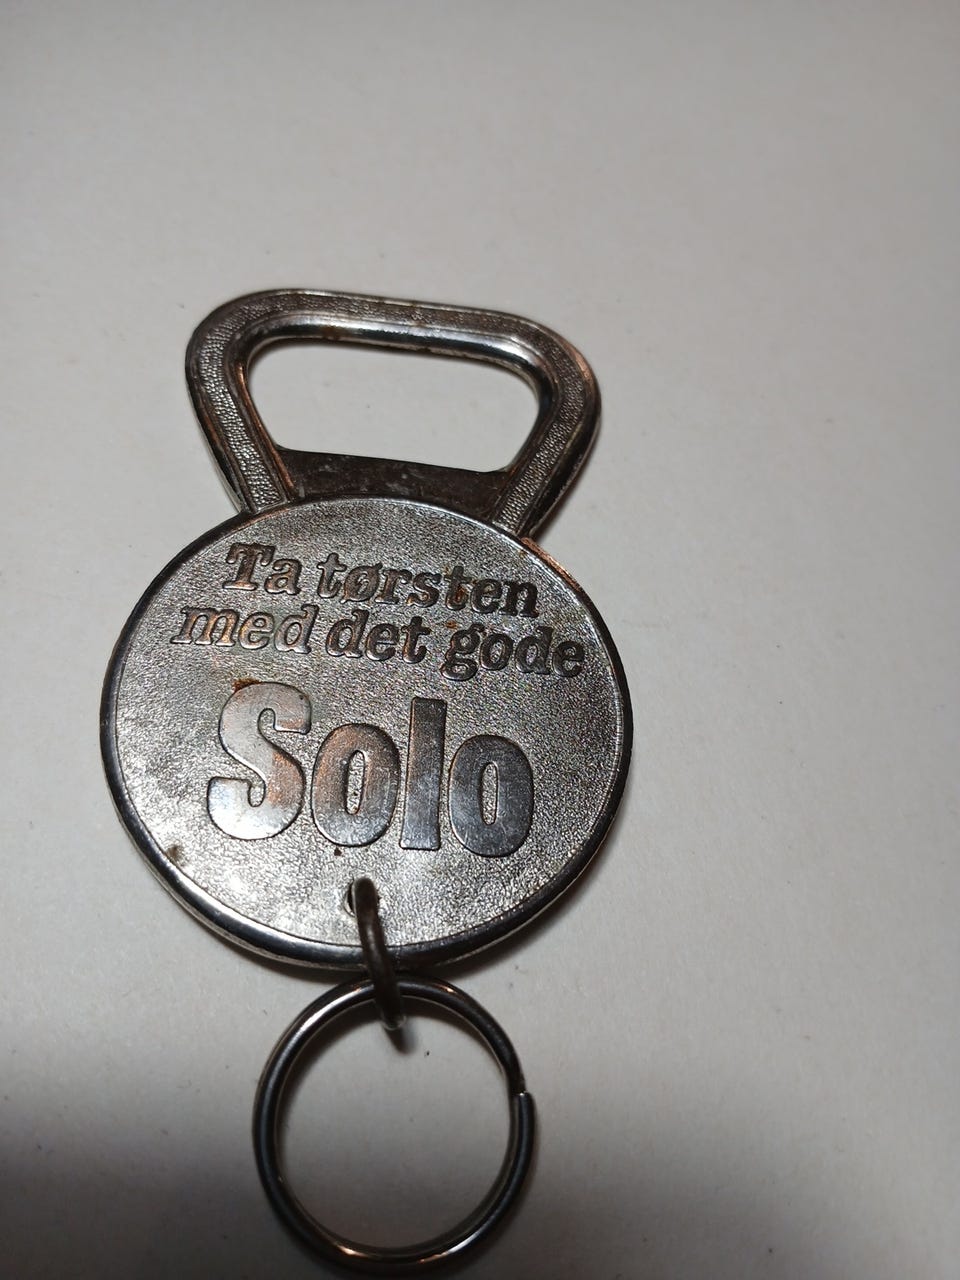 Ta tørsten
med det gode
Solo